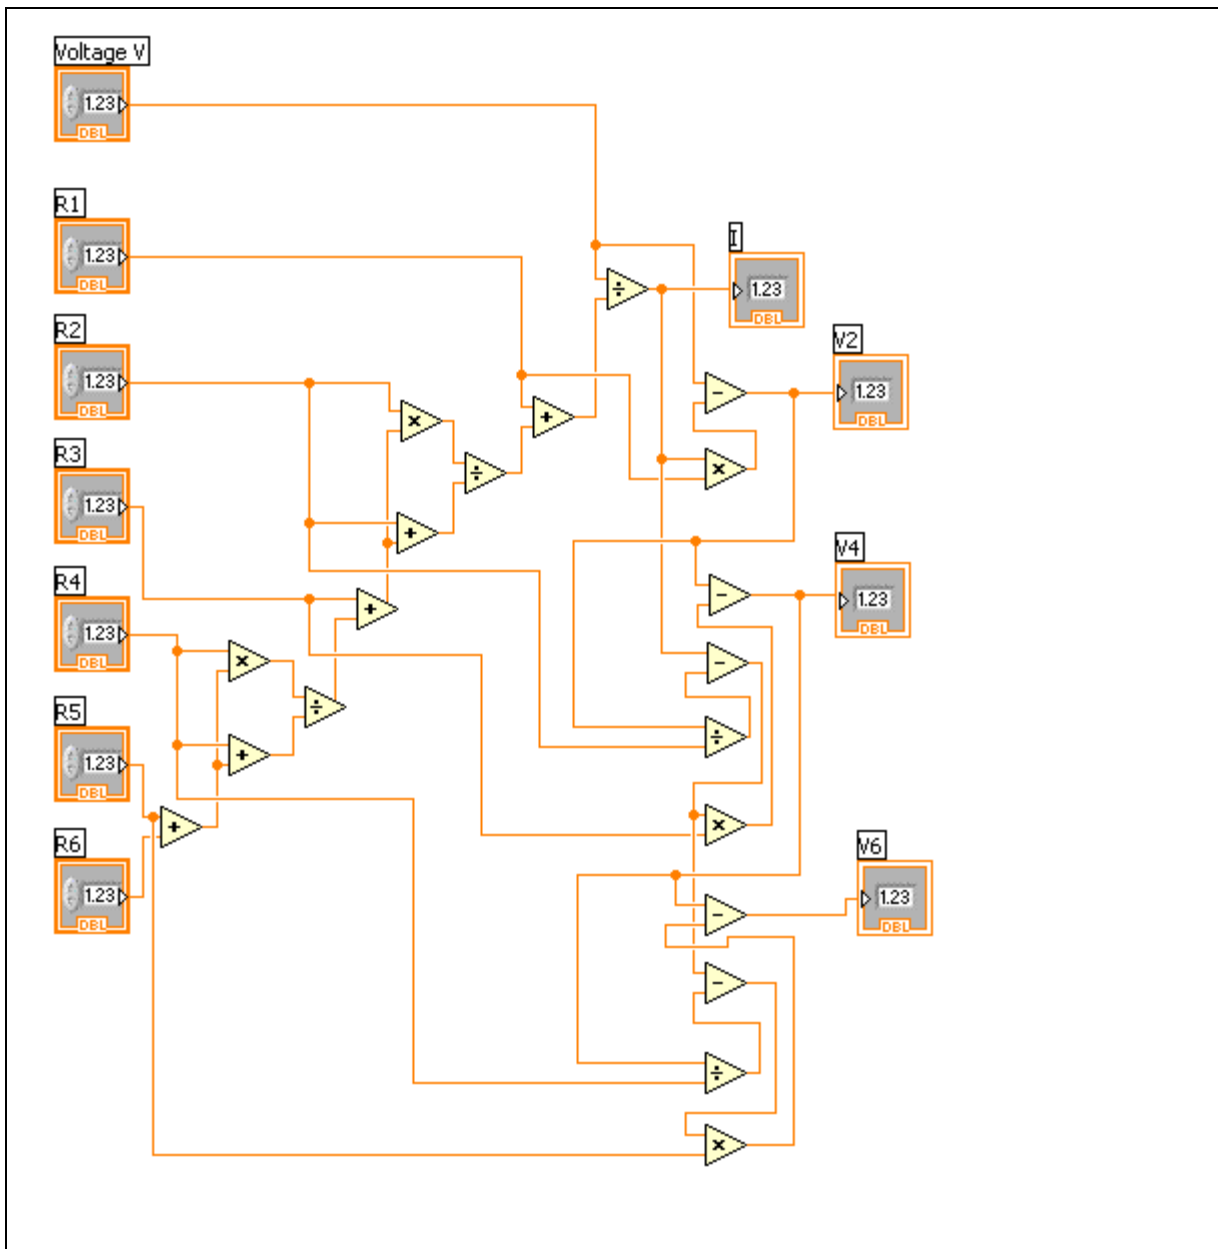 Voltage V
1.23
DBL
R1
1.23
DBL
I
1.23
DBL
÷
R2
1.23
DBL
V2
1.23
DBL
-
×
+
R3
1.23
DBL
÷
×
+
V4
1.23
DBL
R4
1.23
DBL
+
-
×
-
÷
R5
1.23
DBL
+
÷
+
×
R6
1.23
DBL
V6
1.23
DBL
-
-
÷
×